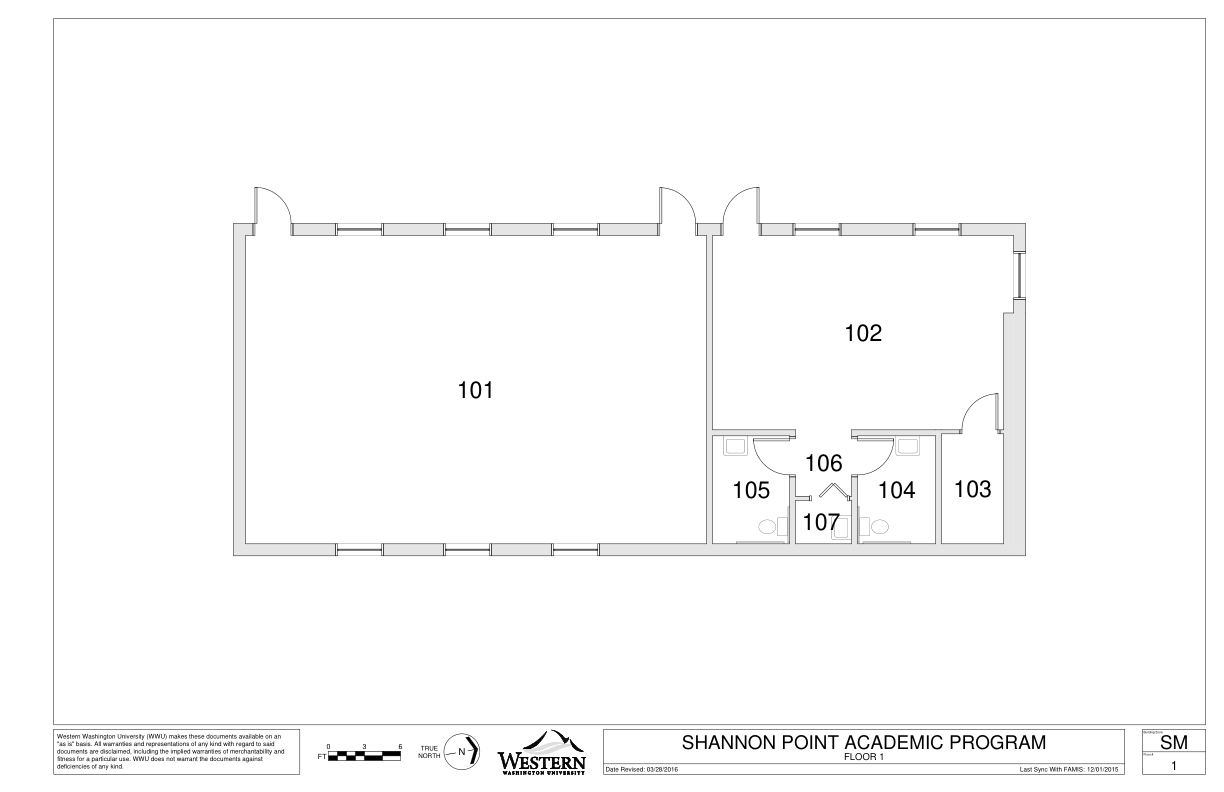 102
101
106
105
104
103
107
Western Washington University (WWU) makes these documents available on an
"as is" basis. All warranties and representations of any kind with regard to said
documents are disclaimed, including the implied warranties of merchantability and
fitness for a particular use. WWU does not warrant the documents against
deficiencies of any kind.
0 3 6
FT
TRUE
NORTH
N
WESTERN
WASHINGTON UNIVERSITY
SHANNON POINT ACADEMIC PROGRAM
FLOOR 1
Date Revised: 03/28/2016
Last Sync With FAMIS: 12/01/2015
SM
1